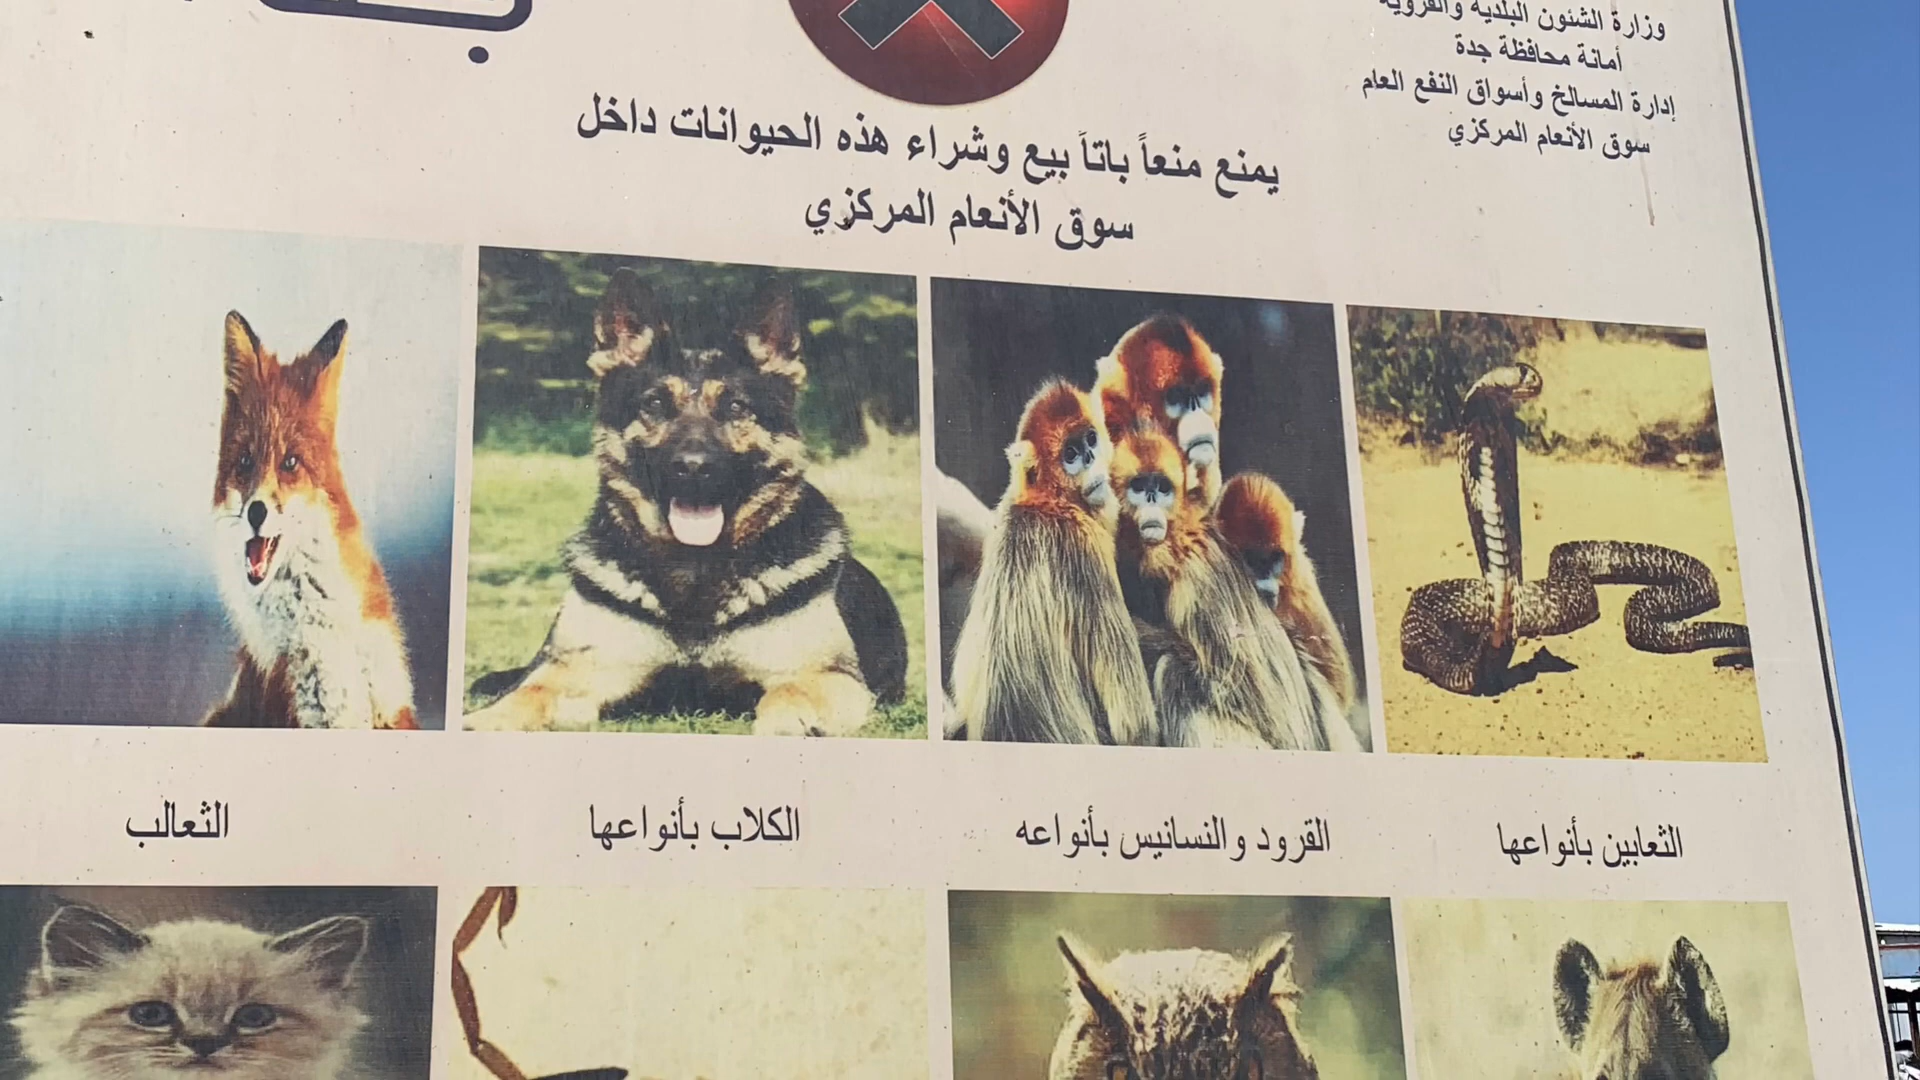 وزارة الشئون البلدية والقروية
أمانة محافظة جدة
إدارة المسالخ وأسواق النفع العام
سوق الأنعام المركزي
يمنع منعاً باتاً بيع وشراء هذه الحيوانات داخل
سوق الأنعام المركزي
الثعابين بأنواعها
القرود والنسانيس بأنواعه
الكلاب بأنواعها
الثعالب